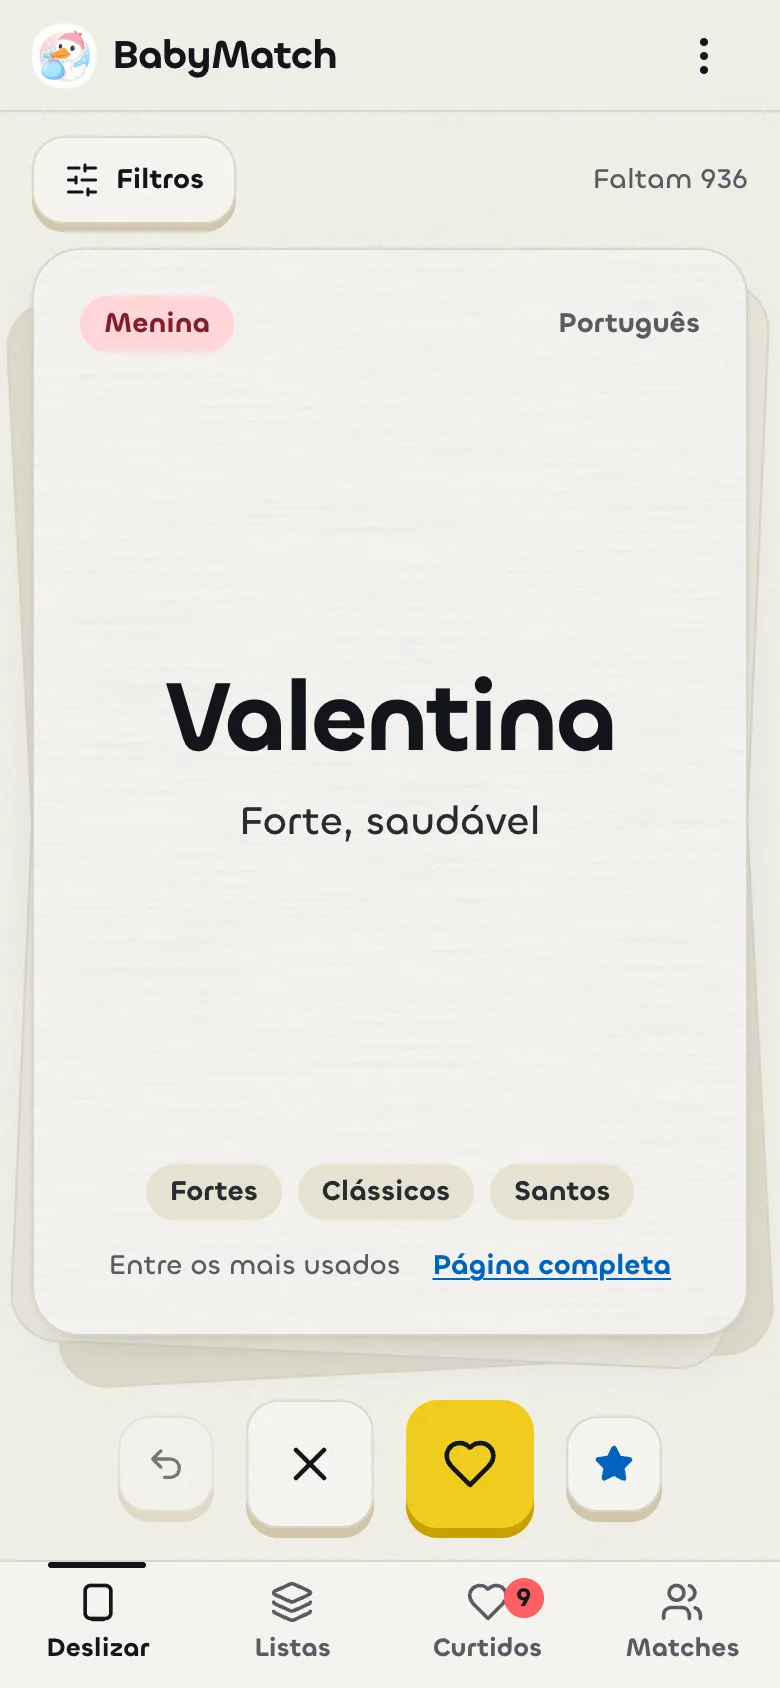 BabyMatch
Filtros
Faltam 936
Menina
Português
Valentina
Forte, saudável
Fortes
Clássicos
Santos
Entre os mais usados
Página completa
9
Deslizar
Listas
Curtidos
Matches